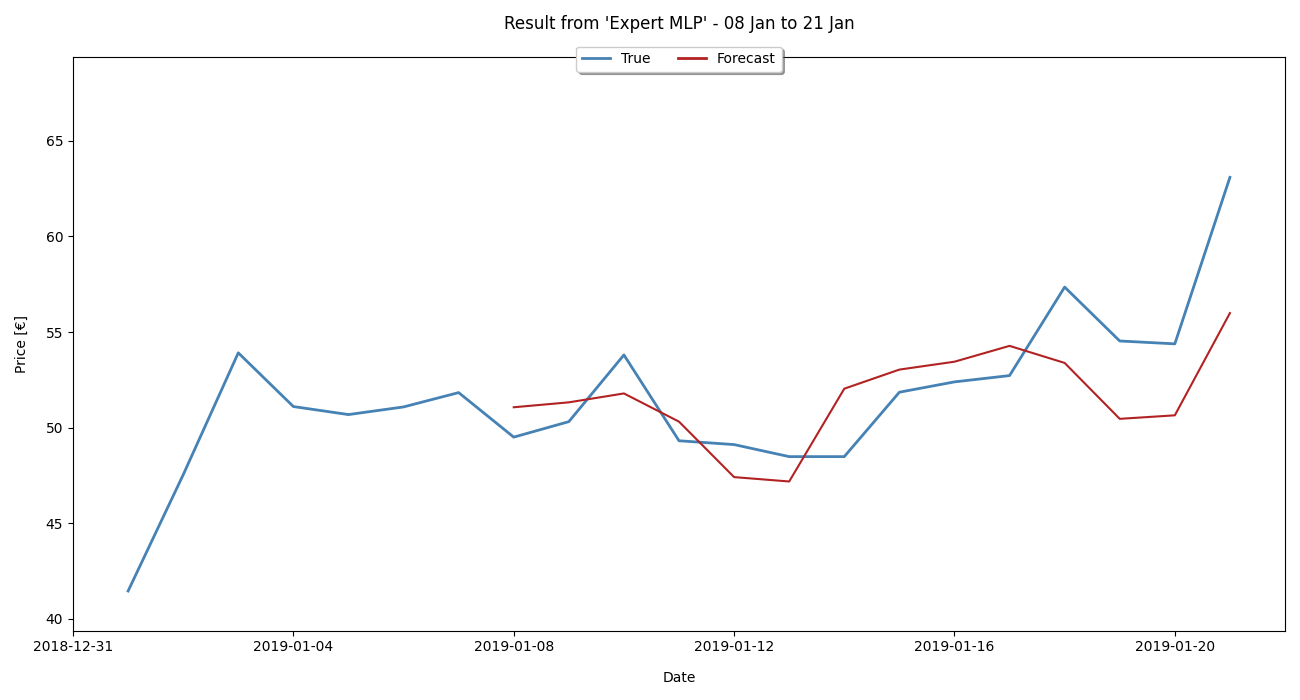 Result from 'Expert MLP' - 08 Jan to 21 Jan
True Forecast
65
60
55
50
45
40
Price [€]
2018-12-31 2019-01-04 2019-01-08 2019-01-12 2019-01-16 2019-01-20
Date